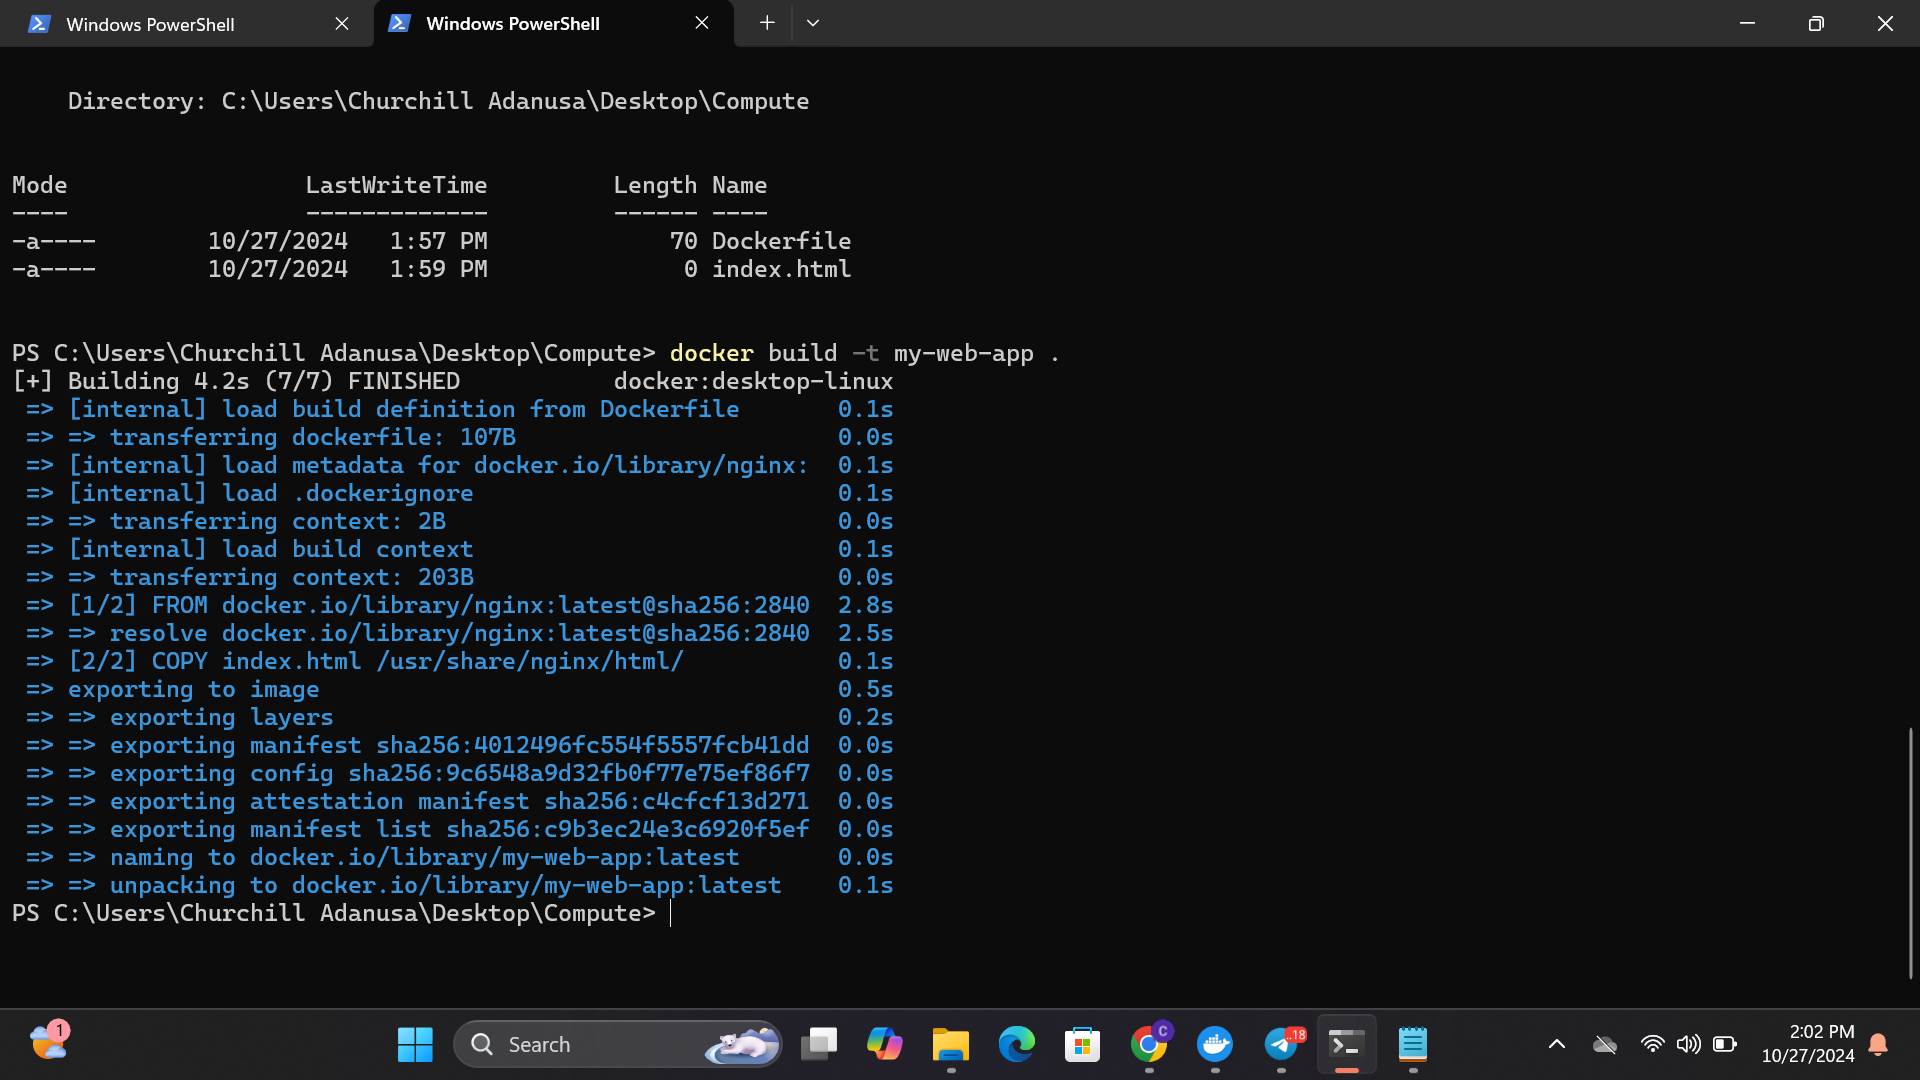 Windows PowerShell
Windows PowerShell
Directory: C:\Users\Churchill Adanusa\Desktop\Compute
Mode LastWriteTime Length Name
---- ------------- ------ ----
-a---- 10/27/2024 1:57 PM 70 Dockerfile
-a---- 10/27/2024 1:59 PM 0 index.html
PS C:\Users\Churchill Adanusa\Desktop\Compute> docker build -t my-web-app .
[+] Building 4.2s (7/7) FINISHED docker:desktop-linux
=> [internal] load build definition from Dockerfile 0.1s
=> => transferring dockerfile: 107B 0.0s
=> [internal] load metadata for docker.io/library/nginx: 0.1s
=> [internal] load .dockerignore 0.1s
=> => transferring context: 2B 0.0s
=> [internal] load build context 0.1s
=> => transferring context: 203B 0.0s
=> [1/2] FROM docker.io/library/nginx:latest@sha256:2840 2.8s
=> => resolve docker.io/library/nginx:latest@sha256:2840 2.5s
=> [2/2] COPY index.html /usr/share/nginx/html/ 0.1s
=> exporting to image 0.5s
=> => exporting layers 0.2s
=> => exporting manifest sha256:4012496fc554f5557fcb41dd 0.0s
=> => exporting config sha256:9c6548a9d32fb0f77e75ef86f7 0.0s
=> => exporting attestation manifest sha256:c4cfcf13d271 0.0s
=> => exporting manifest list sha256:c9b3ec24e3c6920f5ef 0.0s
=> => naming to docker.io/library/my-web-app:latest 0.0s
=> => unpacking to docker.io/library/my-web-app:latest 0.1s
PS C:\Users\Churchill Adanusa\Desktop\Compute>
1
Search
C
..18
2:02 PM
10/27/2024